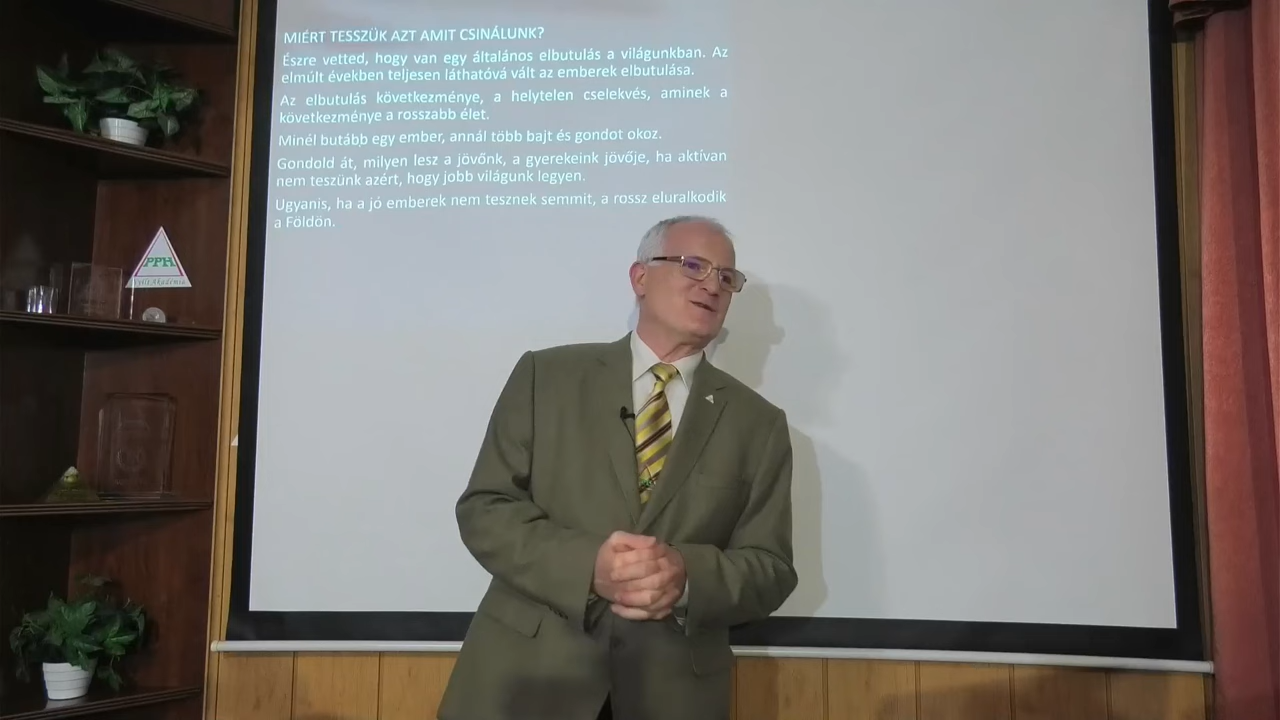 MIÉRT TESSZÜK AZT AMIT CSINÁLUNK?
Észre vetted, hogy van egy általános elbutulás a világunkban. Az
elmúlt években teljesen láthatóvá vált az emberek elbutulása.
Az elbutulás következménye, a helytelen cselekvés, aminek a
következménye a rosszabb élet.
Minél butább egy ember, annál több bajt és gondot okoz.
Gondold át, milyen lesz a jövőnk, a gyerekeink jövője, ha aktívan
nem teszünk azért, hogy jobb világunk legyen.
Ugyanis, ha a jó emberek nem tesznek semmit, a rossz eluralkodik
a Földön.
PPH
Nyílt Akadémia